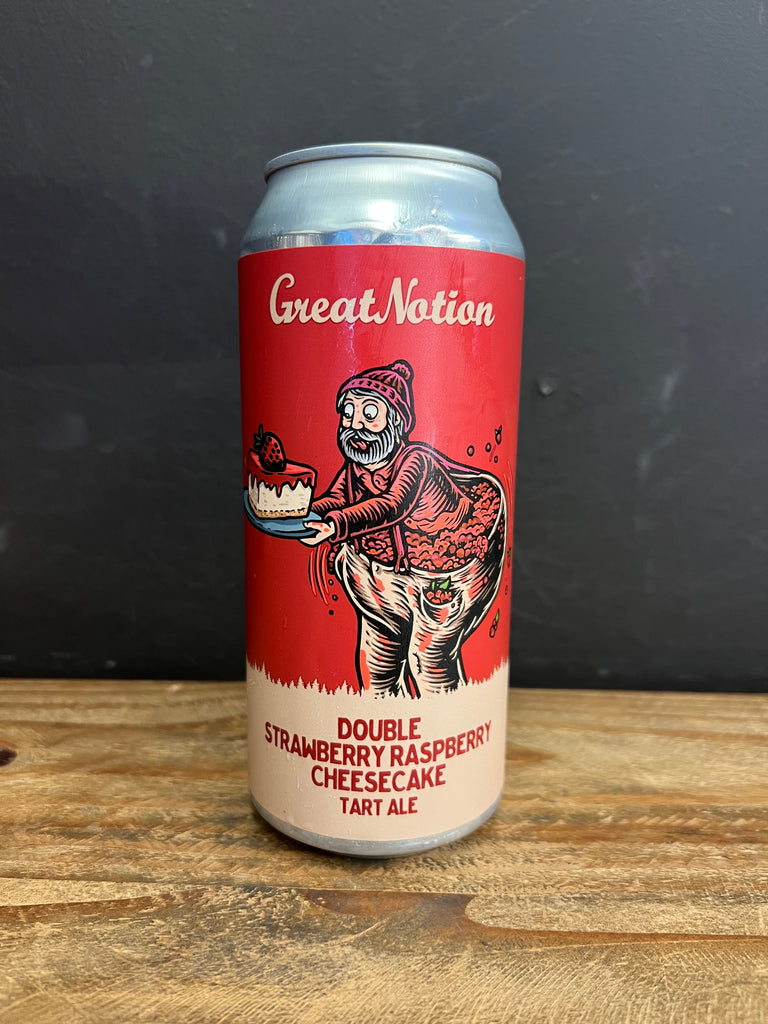 Great Notion
DOUBLE
STRAWBERRY RASPBERRY
CHEESECAKE
TART ALE